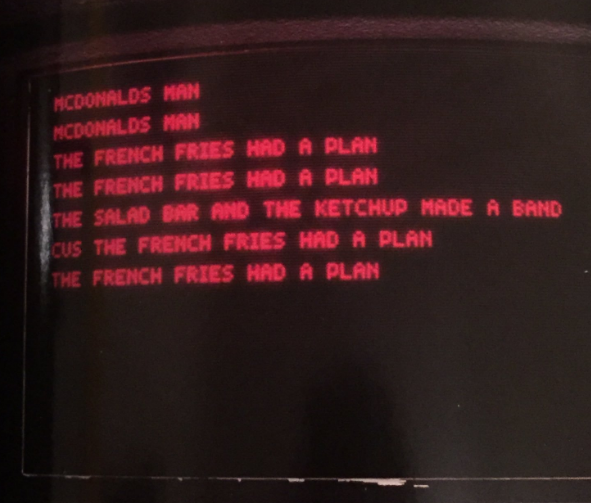 MCDONALDS MAN
MCDONALDS MAN
THE FRENCH FRIES HAD A PLAN
THE FRENCH FRIES HAD A PLAN
THE SALAD BAR AND THE KETCHUP MADE A BAND
CUS THE FRENCH FRIES HAD A PLAN
THE FRENCH FRIES HAD A PLAN